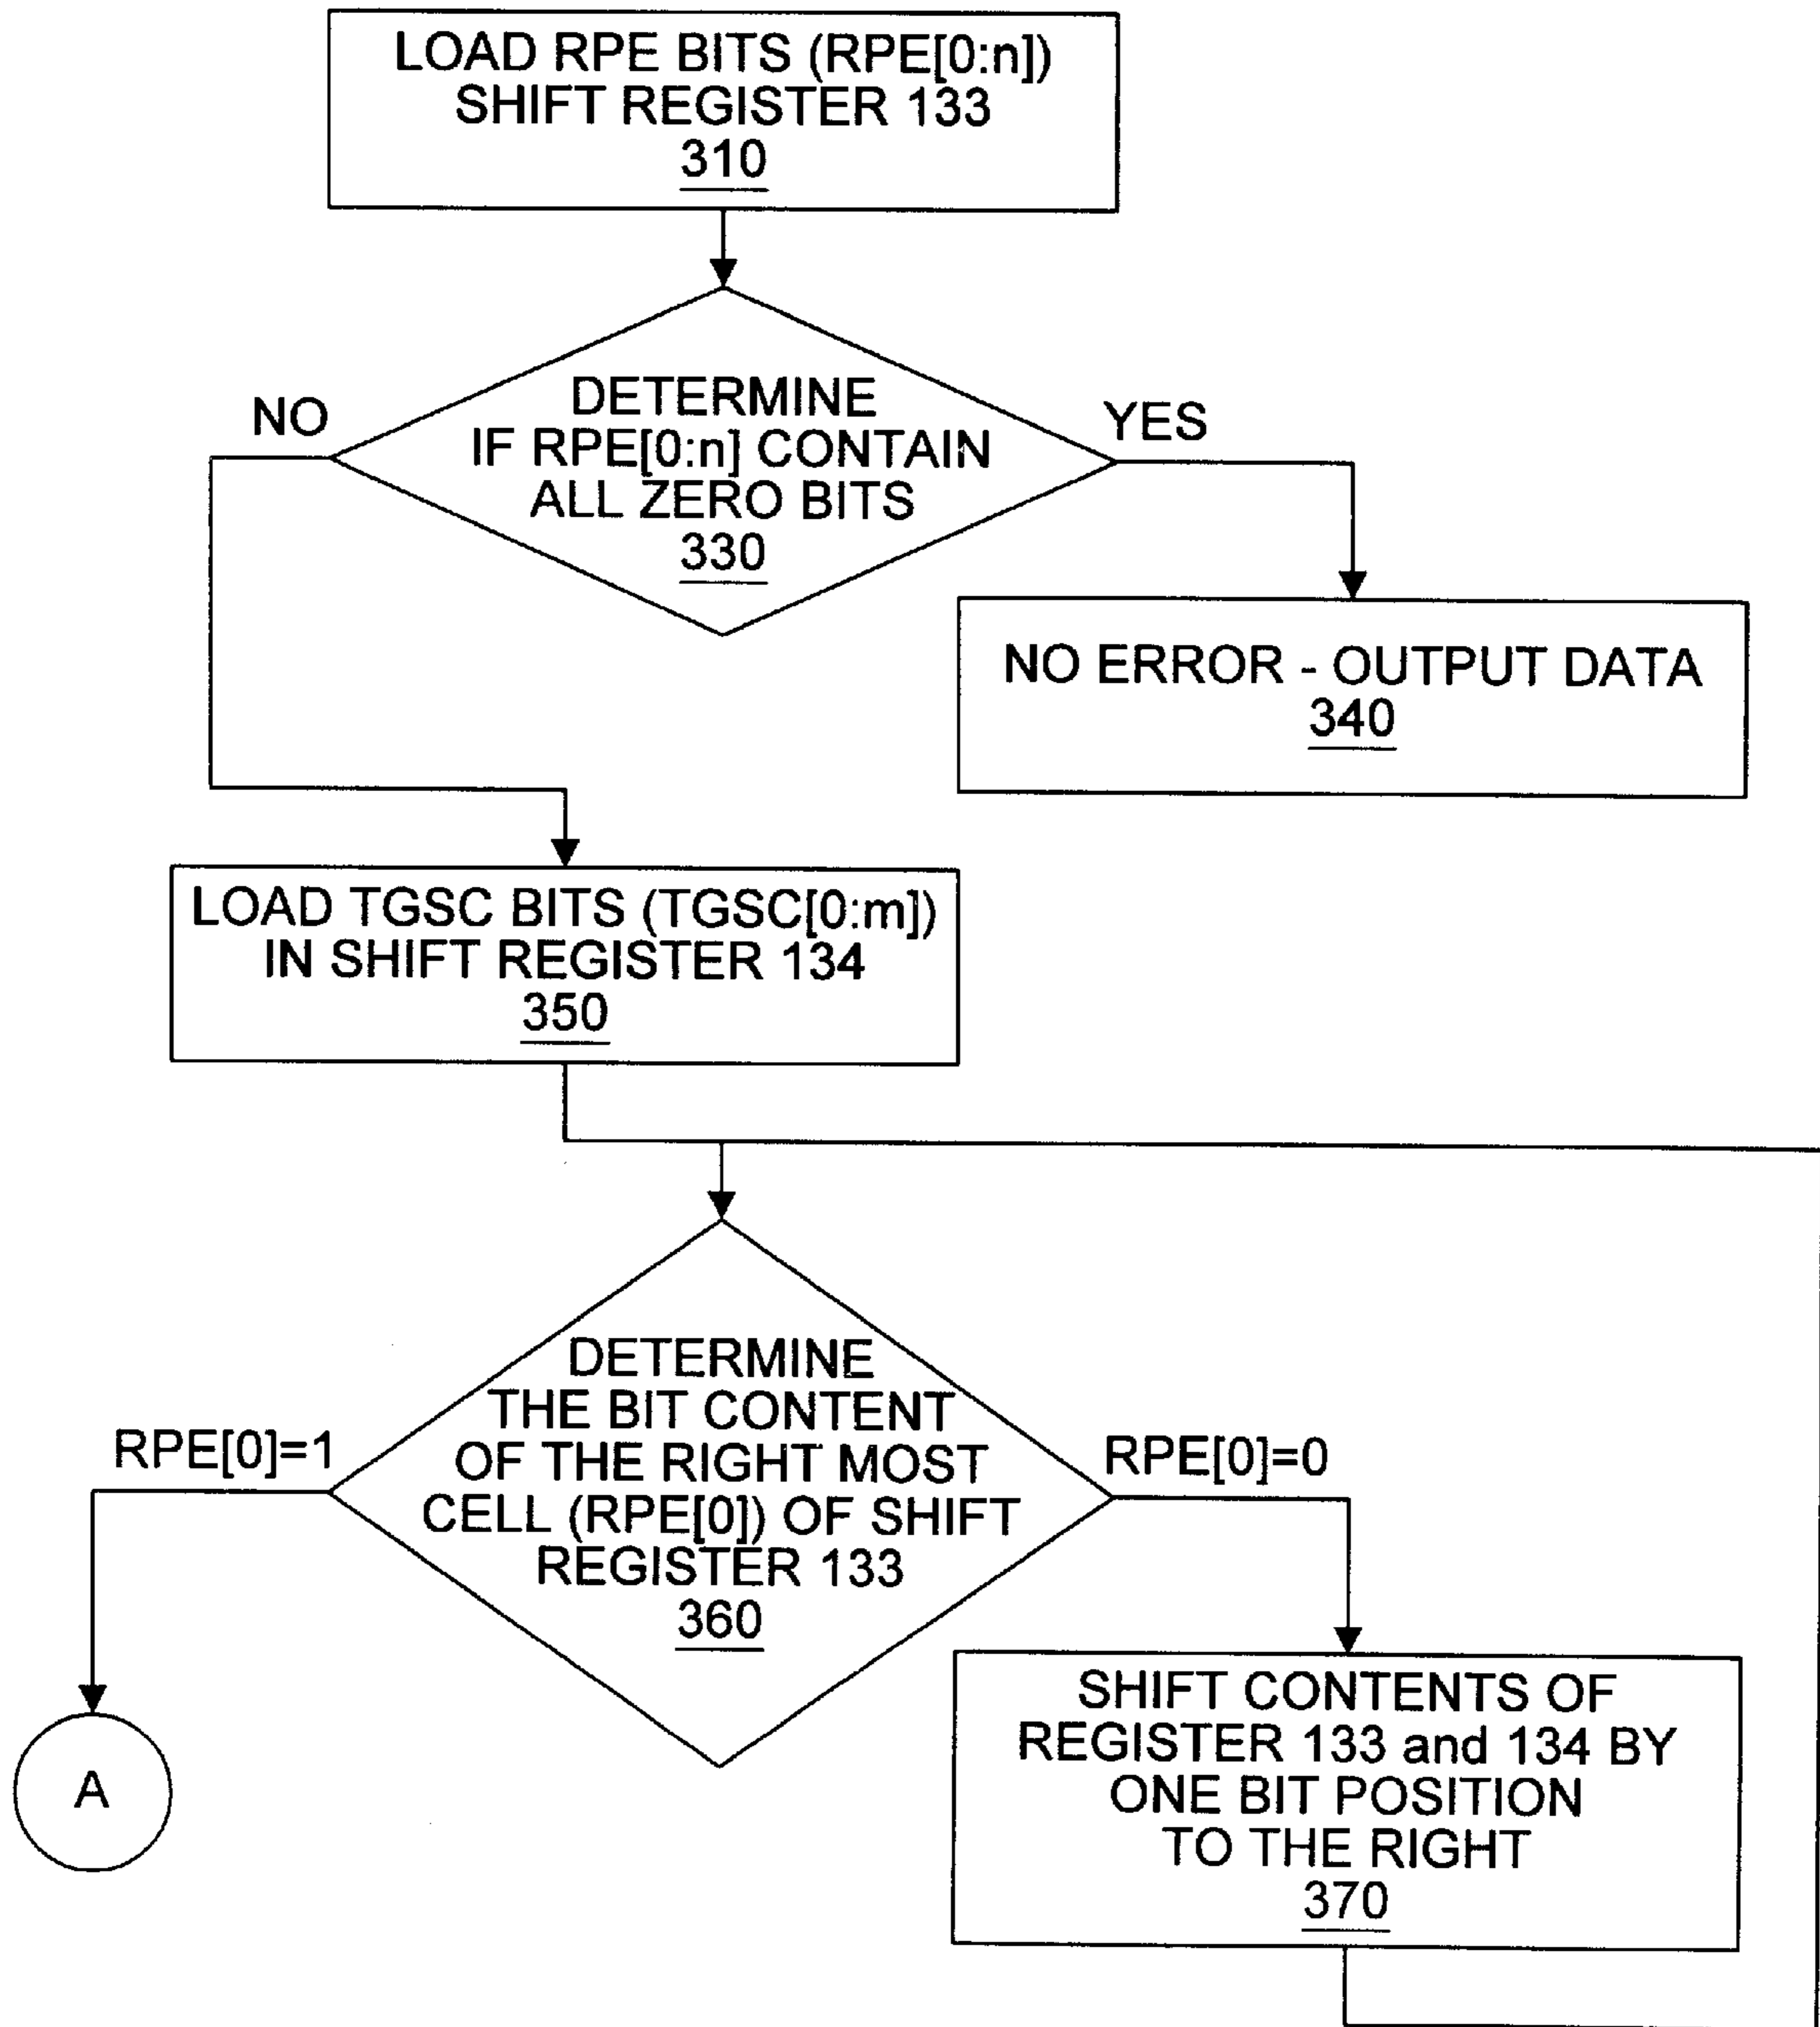 LOAD RPE BITS (RPE[0:n])
SHIFT REGISTER 133
310
NO
DETERMINE
IF RPE[0:n] CONTAIN
ALL ZERO BITS
330
YES
NO ERROR - OUTPUT DATA
340
LOAD TGSC BITS (TGSC[0:m])
IN SHIFT REGISTER 134
350
RPE[0]=1
DETERMINE
THE BIT CONTENT
OF THE RIGHT MOST
CELL (RPE[0]) OF SHIFT
REGISTER 133
360
RPE[0]=0
A
SHIFT CONTENTS OF
REGISTER 133 and 134 BY
ONE BIT POSITION
TO THE RIGHT
370